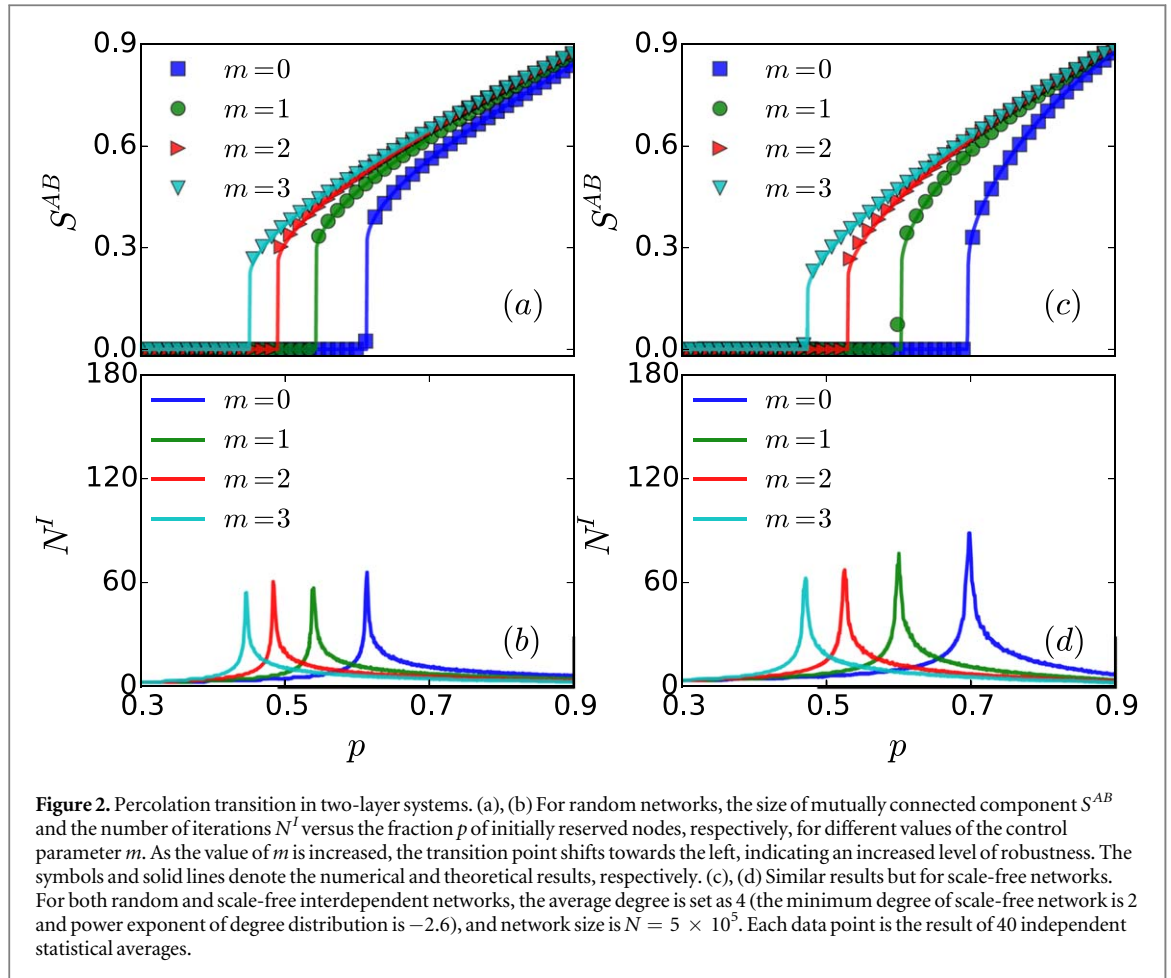 0.9
0.6
0.3
0.0
S^{AB}
m=0
m=1
m=2
m=3
(a)
0.9
0.6
0.3
0.0
S^{AB}
m=0
m=1
m=2
m=3
(c)
180
120
60
0
N^I
m=0
m=1
m=2
m=3
(b)
0.3 0.5 0.7 0.9
p
180
120
60
0
N^I
m=0
m=1
m=2
m=3
(d)
0.3 0.5 0.7 0.9
p
Figure 2. Percolation transition in two-layer systems. (a), (b) For random networks, the size of mutually connected component S^{AB}
and the number of iterations N^I versus the fraction p of initially reserved nodes, respectively, for different values of the control
parameter m. As the value of m is increased, the transition point shifts towards the left, indicating an increased level of robustness. The
symbols and solid lines denote the numerical and theoretical results, respectively. (c), (d) Similar results but for scale-free networks.
For both random and scale-free interdependent networks, the average degree is set as 4 (the minimum degree of scale-free network is 2
and power exponent of degree distribution is −2.6), and network size is N = 5 × 10^5. Each data point is the result of 40 independent
statistical averages.